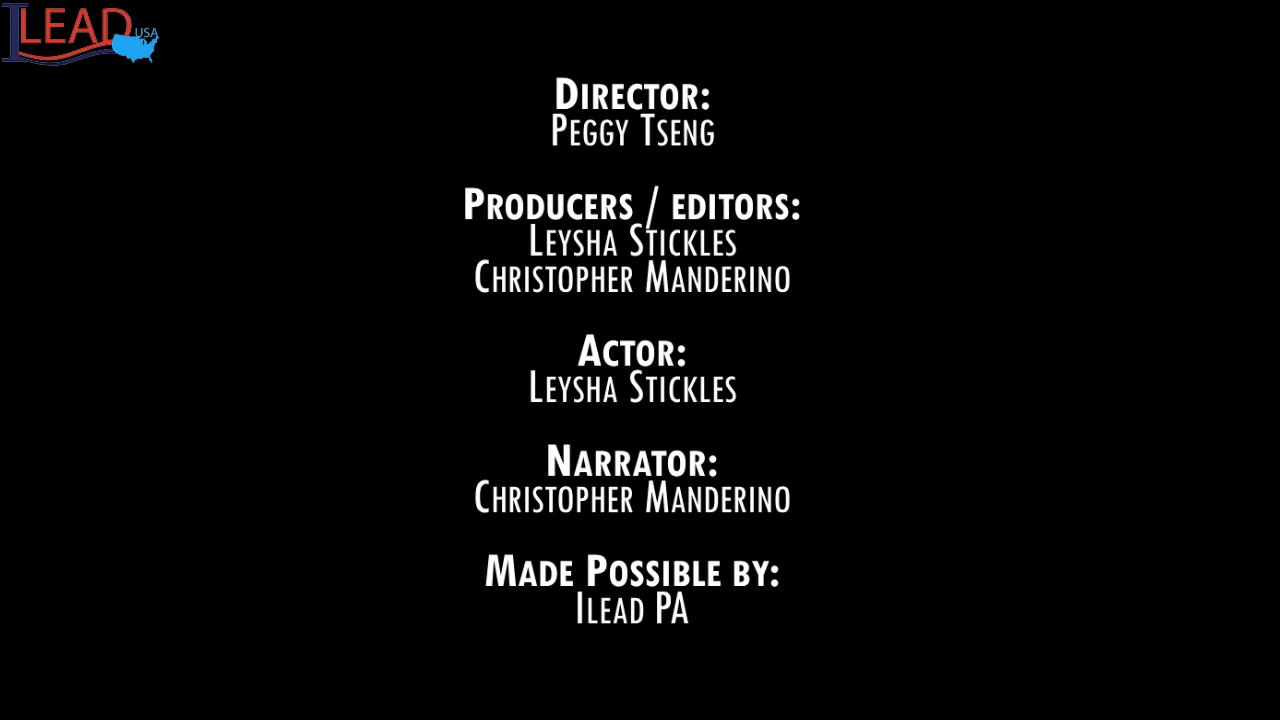 ILEAD USA
DIRECTOR:
PEGGY TSENG
PRODUCERS / EDITORS:
LEYSHA STICKLES
CHRISTOPHER MANDERINO
ACTOR:
LEYSHA STICKLES
NARRATOR:
CHRISTOPHER MANDERINO
MADE POSSIBLE BY:
ILEAD PA